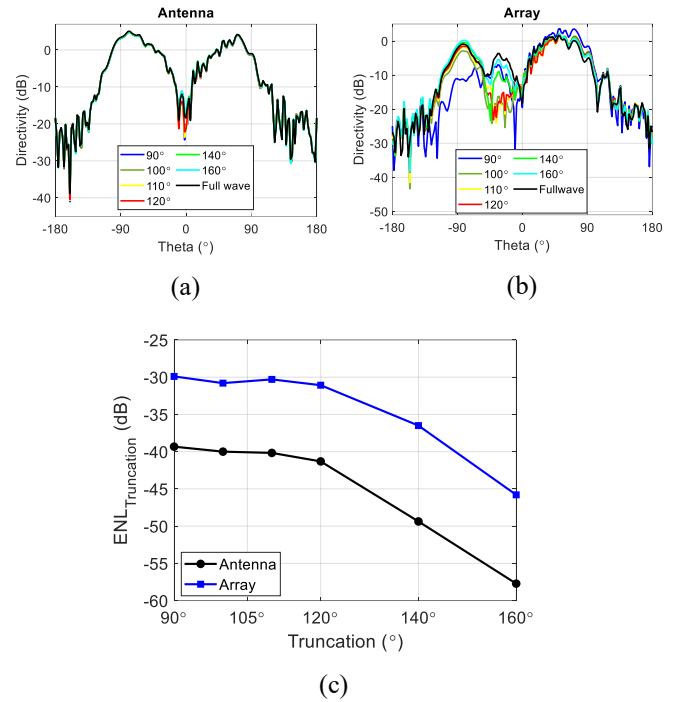 Antenna
Directivity (dB)
0
-10
-20
-30
-40
90° 140°
100° 160°
110° Full wave
120°
-180 -90 0 90 180
Theta (°)
(a)
Array
Directivity (dB)
0
-10
-20
-30
-40
-50
90° 140°
100° 160°
110° Fullwave
120°
-180 -90 0 90 180
Theta (°)
(b)
ENL_Truncation (dB)
-25
-30
-35
-40
-45
-50
-55
-60
Antenna
Array
90° 105° 120° 140° 160°
Truncation (°)
(c)